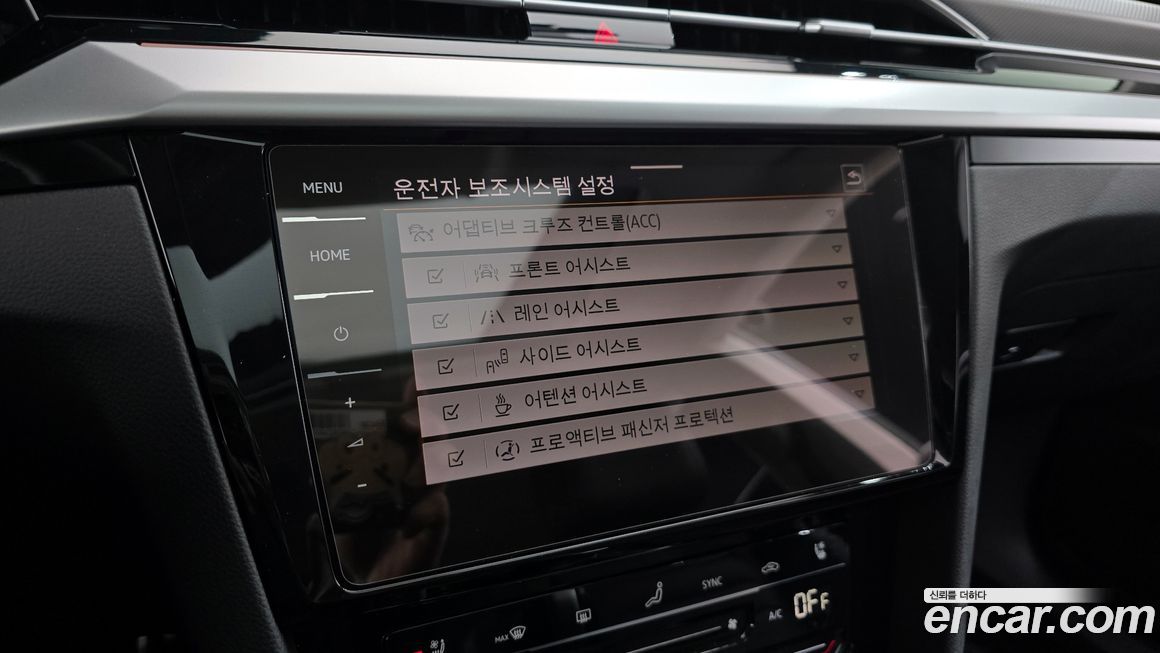 MENU
운전자 보조시스템 설정
어댑티브 크루즈 컨트롤(ACC)
HOME
프론트 어시스트
레인 어시스트
사이드 어시스트
어텐션 어시스트
프로액티브 패신저 프로텍션
+
-
SYNC
MAX
A/C
OFF
신뢰를 더하다
encar.com